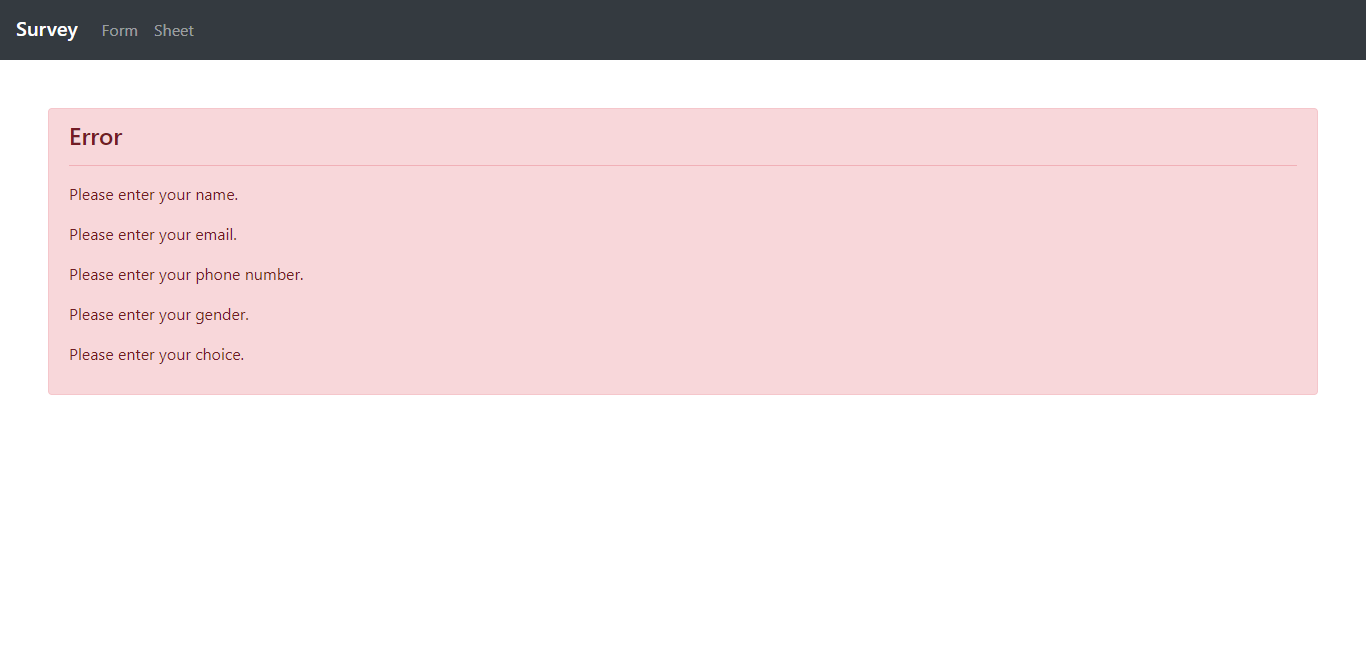 Survey Form Sheet
Error
Please enter your name.
Please enter your email.
Please enter your phone number.
Please enter your gender.
Please enter your choice.